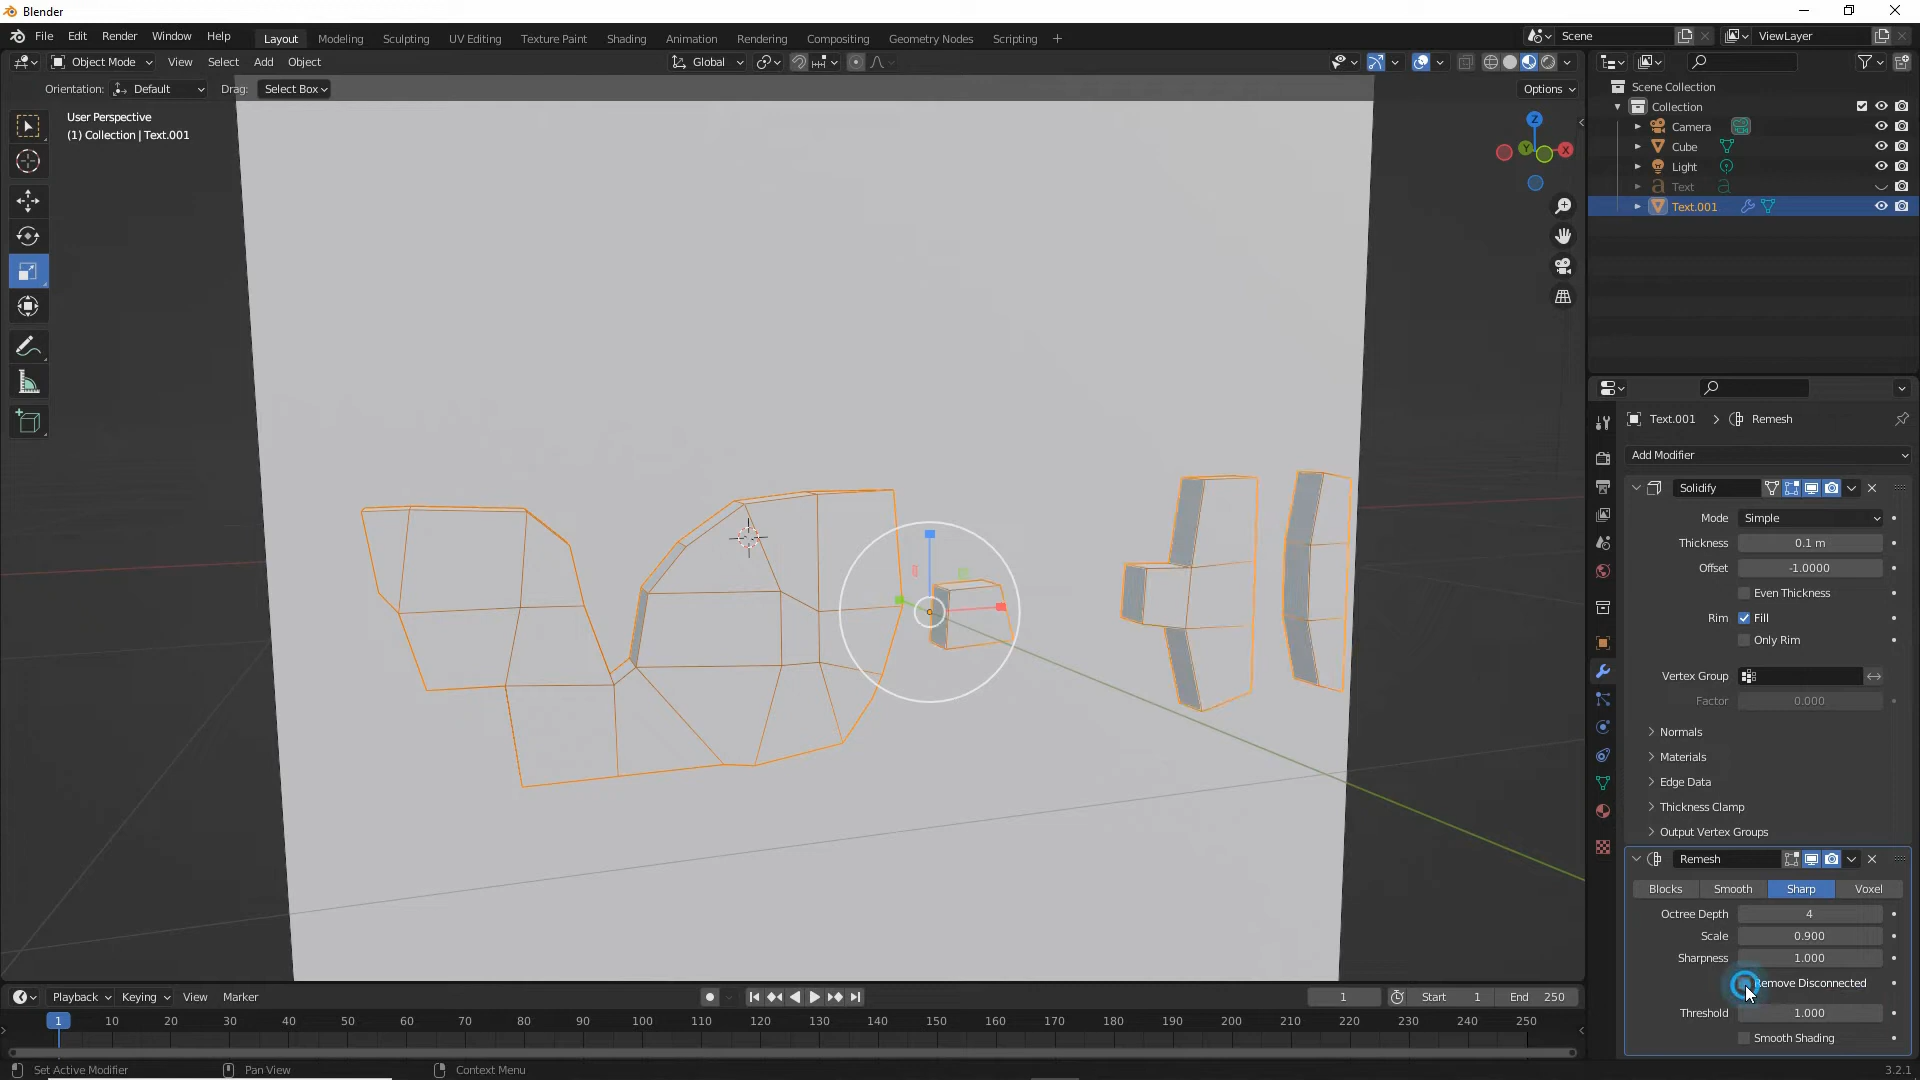 Blender
File Edit Render Window Help
Layout Modeling Sculpting UV Editing Texture Paint Shading Animation Rendering Compositing Geometry Nodes Scripting +
Scene
ViewLayer
Object Mode View Select Add Object
Global
Orientation: Default Drag: Select Box
Options
User Perspective
(1) Collection | Text.001
Z
Y
X
Scene Collection
Collection
Camera
Cube
Light
Text
Text.001
Text.001 > Remesh
Add Modifier
Solidify
Mode Simple
Thickness 0.1 m
Offset -1.0000
Even Thickness
Rim Fill
Only Rim
Vertex Group
Factor 0.000
Normals
Materials
Edge Data
Thickness Clamp
Output Vertex Groups
Remesh
Blocks Smooth Sharp Voxel
Octree Depth 4
Scale 0.900
Sharpness 1.000
Remove Disconnected
Threshold 1.000
Smooth Shading
Playback Keying View Marker
1 Start 1 End 250
1 10 20 30 40 50 60 70 80 90 100 110 120 130 140 150 160 170 180 190 200 210 220 230 240 250
Set Active Modifier Pan View Context Menu
3.2.1